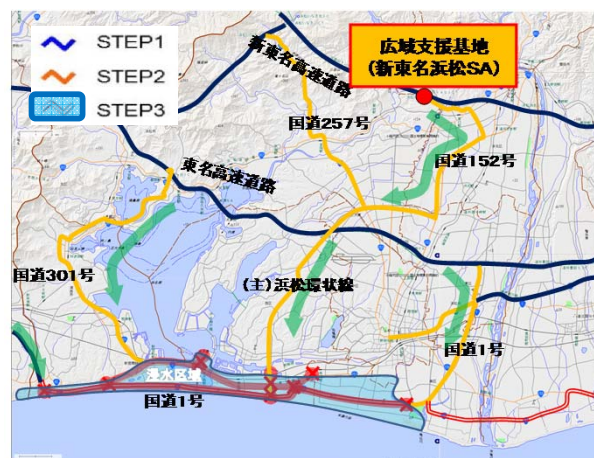 STEP1
STEP2
STEP3
広域支援基地
(新東名浜松SA)
新東名高速道路
国道257号
国道152号
東名高速道路
国道301号
(主)浜松環状線
国道1号
浸水区域
国道1号